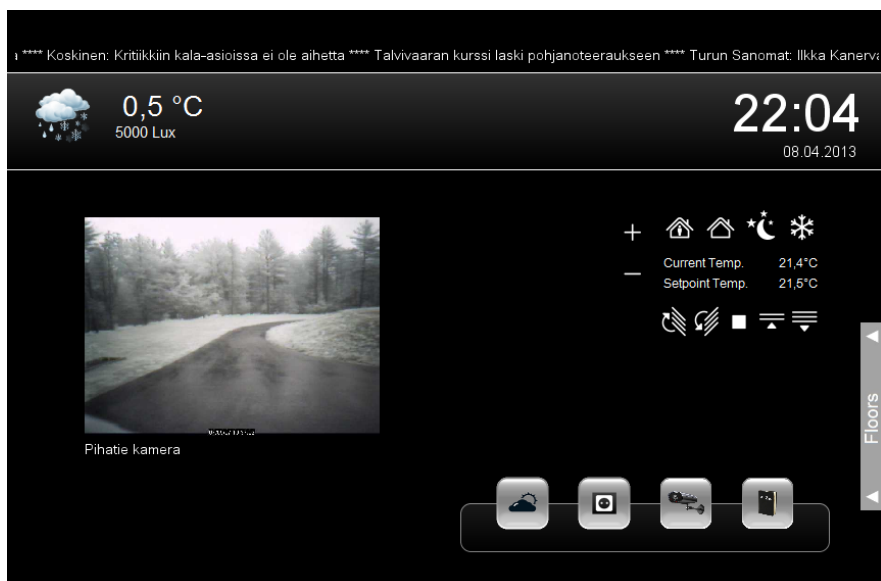 **** Koskinen: Kritiikkiin kala-asioissa ei ole aihetta **** Talvivaaran kurssi laski pohjanoteeraukseen **** Turun Sanomat: Ilkka Kanerva
0,5 °C
5000 Lux
22:04
08.04.2013
+
Current Temp. 21,4°C
−
Setpoint Temp. 21,5°C
Floors
Pihatie kamera